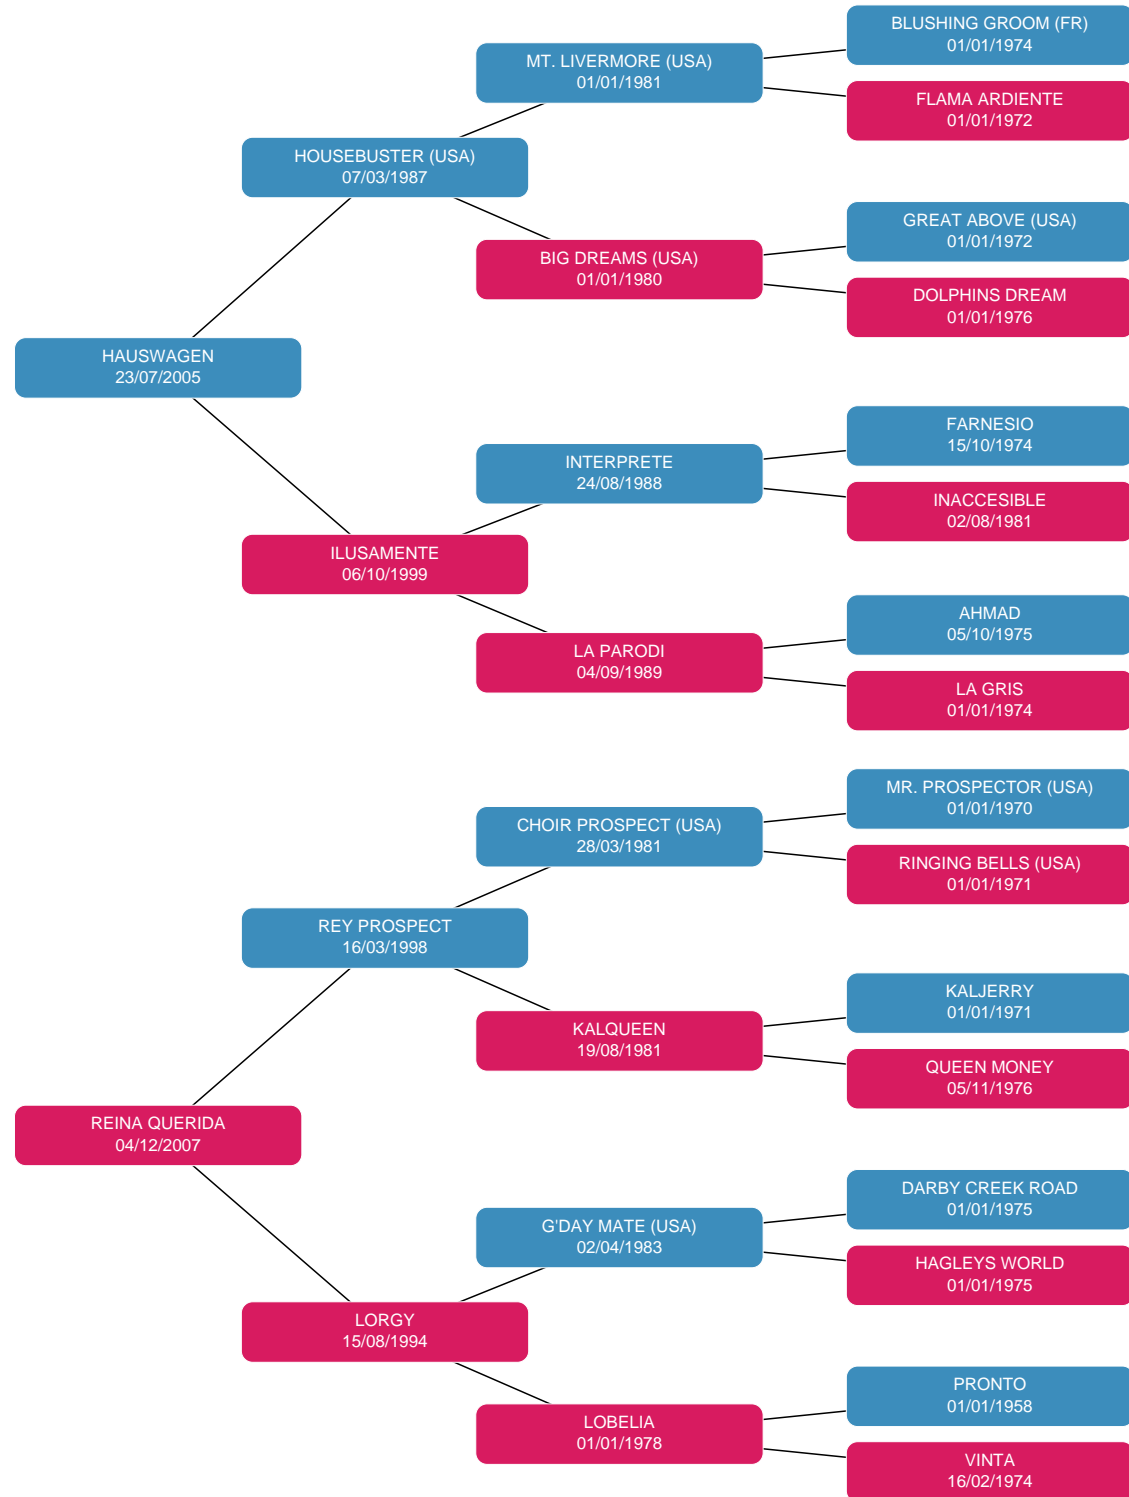 BLUSHING GROOM (FR)
01/01/1974
MT. LIVERMORE (USA)
01/01/1981
FLAMA ARDIENTE
01/01/1972
HOUSEBUSTER (USA)
07/03/1987
GREAT ABOVE (USA)
01/01/1972
BIG DREAMS (USA)
01/01/1980
DOLPHINS DREAM
01/01/1976
HAUSWAGEN
23/07/2005
FARNESIO
15/10/1974
INTERPRETE
24/08/1988
INACCESIBLE
02/08/1981
ILUSAMENTE
06/10/1999
AHMAD
05/10/1975
LA PARODI
04/09/1989
LA GRIS
01/01/1974
MR. PROSPECTOR (USA)
01/01/1970
CHOIR PROSPECT (USA)
28/03/1981
RINGING BELLS (USA)
01/01/1971
REY PROSPECT
16/03/1998
KALJERRY
01/01/1971
KALQUEEN
19/08/1981
QUEEN MONEY
05/11/1976
REINA QUERIDA
04/12/2007
DARBY CREEK ROAD
01/01/1975
G'DAY MATE (USA)
02/04/1983
HAGLEYS WORLD
01/01/1975
LORGY
15/08/1994
PRONTO
01/01/1958
LOBELIA
01/01/1978
VINTA
16/02/1974